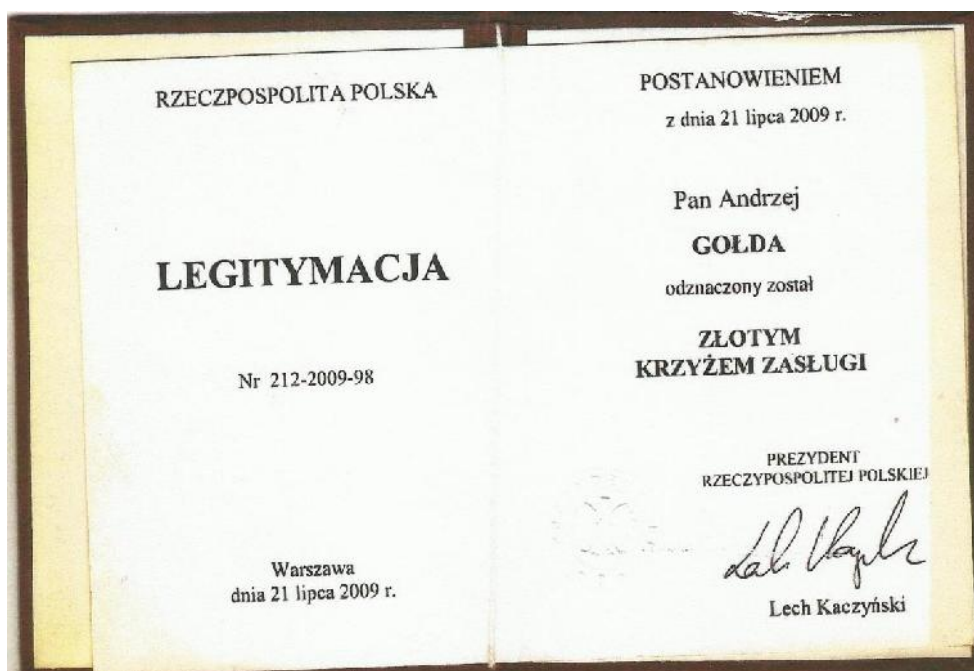 RZECZPOSPOLITA POLSKA
LEGITYMACJA
Nr 212-2009-98
Warszawa
dnia 21 lipca 2009 r.
POSTANOWIENIEM
z dnia 21 lipca 2009 r.
Pan Andrzej
GOŁDA
odznaczony został
ZŁOTYM
KRZYŻEM ZASŁUGI
PREZYDENT
RZECZYPOSPOLITEJ POLSKIEJ
Lech Kaczyński